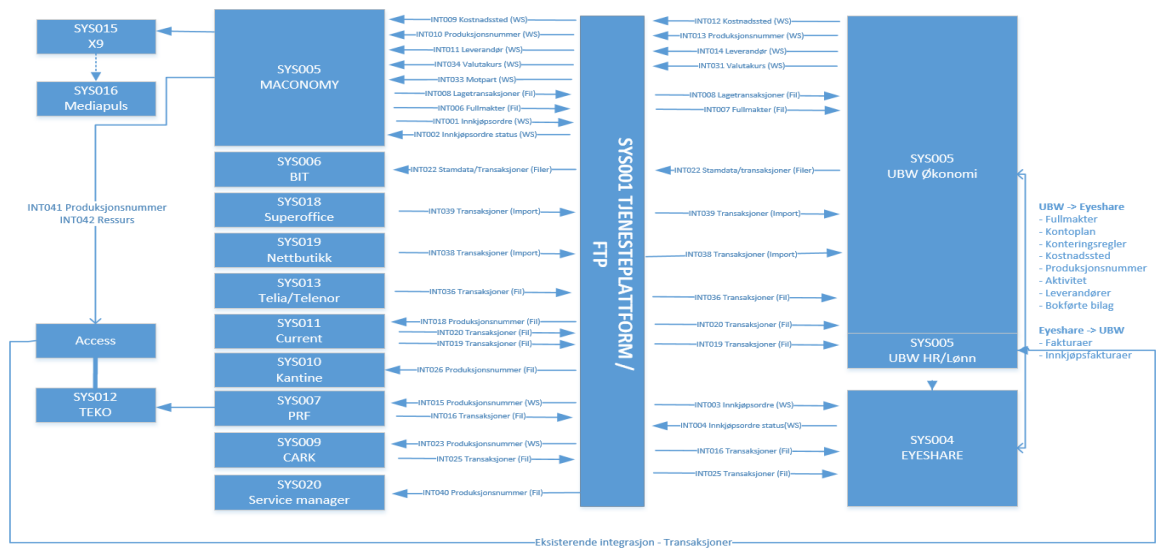 SYS015
X9
SYS016
Mediapuls
INT041 Produksjonsnummer
INT042 Ressurs
Access
SYS012
TEKO
SYS005
MACONOMY
SYS006
BIT
SYS018
Superoffice
SYS019
Nettbutikk
SYS013
Telia/Telenor
SYS011
Current
SYS010
Kantine
SYS007
PRF
SYS009
CARK
SYS020
Service manager
INT009 Kostnadssted (WS)
INT010 Produksjonsnummer (WS)
INT011 Leverandør (WS)
INT034 Valutakurs (WS)
INT033 Motpart (WS)
INT008 Lagetransaksjoner (Fil)
INT006 Fullmakter (Fil)
INT001 Innkjøpsordre (WS)
INT002 Innkjøpsordre status (WS)
INT022 Stamdata/Transaksjoner (Filer)
INT039 Transaksjoner (Import)
INT038 Transaksjoner (Import)
INT036 Transaksjoner (Fil)
INT018 Produksjonsnummer (Fil)
INT020 Transaksjoner (Fil)
INT019 Transaksjoner (Fil)
INT026 Produksjonsnummer (Fil)
INT015 Produksjonsnummer (WS)
INT016 Transaksjoner (Fil)
INT023 Produksjonsnummer (WS)
INT025 Transaksjoner (Fil)
INT040 Produksjonsnummer (Fil)
SYS001 TJENESTEPLATTFORM /
FTP
INT012 Kostnadssted (WS)
INT013 Produksjonsnummer (WS)
INT014 Leverandør (WS)
INT031 Valutakurs (WS)
INT008 Lagetransaksjoner (Fil)
INT007 Fullmakter (Fil)
INT022 Stamdata/transaksjoner (Filer)
INT039 Transaksjoner (Import)
INT038 Transaksjoner (Import)
INT036 Transaksjoner (Fil)
INT020 Transaksjoner (Fil)
INT019 Transaksjoner (Fil)
INT003 Innkjøpsordre (WS)
INT004 Innkjøpsordre status(WS)
INT016 Transaksjoner (Fil)
INT025 Transaksjoner (Fil)
SYS005
UBW Økonomi
SYS005
UBW HR/Lønn
SYS004
EYESHARE
UBW -> Eyeshare
- Fullmakter
- Kontoplan
- Konteringsregler
- Kostnadssted
- Produksjonsnummer
- Aktivitet
- Leverandører
- Bokførte bilag
Eyeshare -> UBW
- Fakturaer
- Innkjøpsfakturaer
Eksisterende integrasjon - Transaksjoner